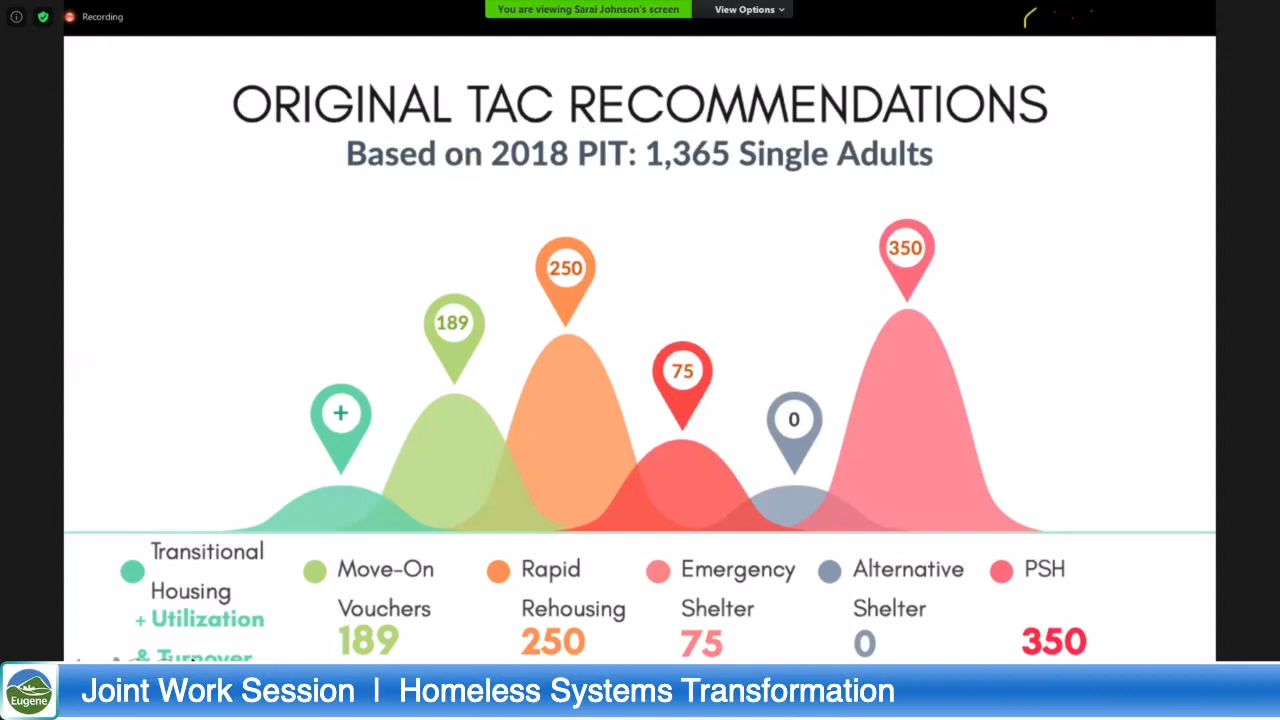 Recording
You are viewing Sarai Johnson's screen
View Options
ORIGINAL TAC RECOMMENDATIONS
Based on 2018 PIT: 1,365 Single Adults
350
250
189
75
+
0
Transitional
Housing
+ Utilization
& Turnover
Move-On
Vouchers
189
Rapid
Rehousing
250
Emergency
Shelter
75
Alternative
Shelter
0
PSH
350
Eugene
Joint Work Session | Homeless Systems Transformation